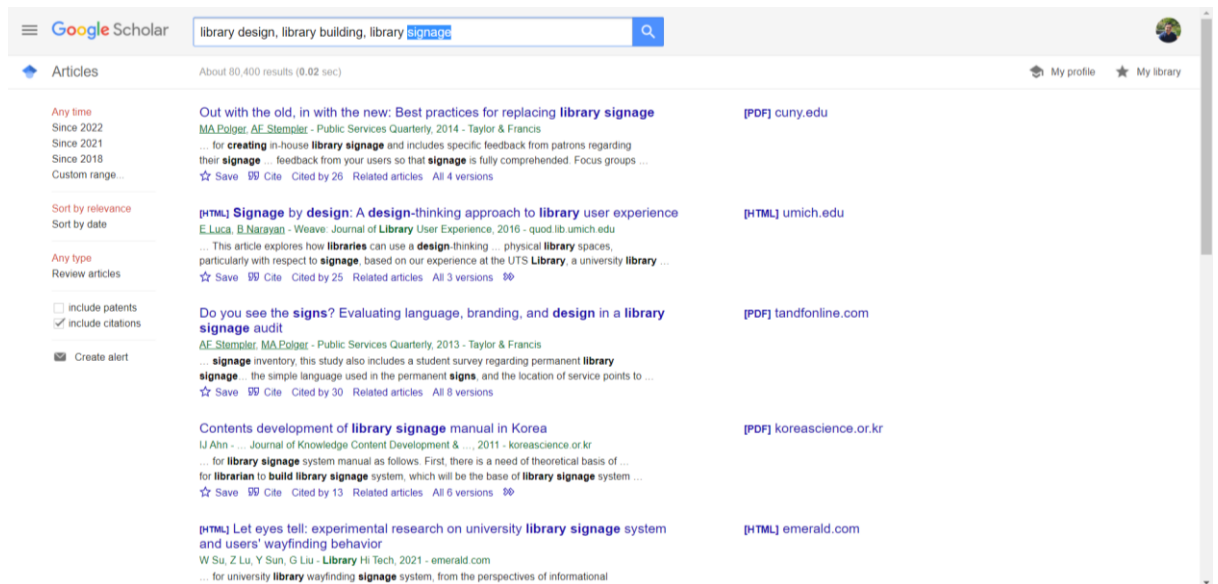 Google Scholar
library design, library building, library signage
Articles
About 80,400 results (0.02 sec)
My profile
My library
Any time
Since 2022
Since 2021
Since 2018
Custom range...
Sort by relevance
Sort by date
Any type
Review articles
include patents
include citations
Create alert
Out with the old, in with the new: Best practices for replacing library signage
[PDF] cuny.edu
MA Polger, AF Stempler - Public Services Quarterly, 2014 - Taylor & Francis
... for creating in-house library signage and includes specific feedback from patrons regarding
their signage ... feedback from your users so that signage is fully comprehended. Focus groups ...
Save Cite Cited by 26 Related articles All 4 versions
[HTML] Signage by design: A design-thinking approach to library user experience
[HTML] umich.edu
E Luca, B Narayan - Weave: Journal of Library User Experience, 2016 - quod.lib.umich.edu
... This article explores how libraries can use a design-thinking ... physical library spaces,
particularly with respect to signage, based on our experience at the UTS Library, a university library ...
Save Cite Cited by 25 Related articles All 3 versions
Do you see the signs? Evaluating language, branding, and design in a library
signage audit
[PDF] tandfonline.com
AF Stempler, MA Polger - Public Services Quarterly, 2013 - Taylor & Francis
... signage inventory, this study also includes a student survey regarding permanent library
signage... the simple language used in the permanent signs, and the location of service points to ...
Save Cite Cited by 30 Related articles All 8 versions
Contents development of library signage manual in Korea
[PDF] koreascience.or.kr
IJ Ahn - ... Journal of Knowledge Content Development & ..., 2011 - koreascience.or.kr
... for library signage system manual as follows. First, there is a need of theoretical basis of ...
for librarian to build library signage system, which will be the base of library signage system ...
Save Cite Cited by 13 Related articles All 6 versions
[HTML] Let eyes tell: experimental research on university library signage system
and users' wayfinding behavior
[HTML] emerald.com
W Su, Z Lu, Y Sun, G Liu - Library Hi Tech, 2021 - emerald.com
... for university library wayfinding signage system, from the perspectives of informational